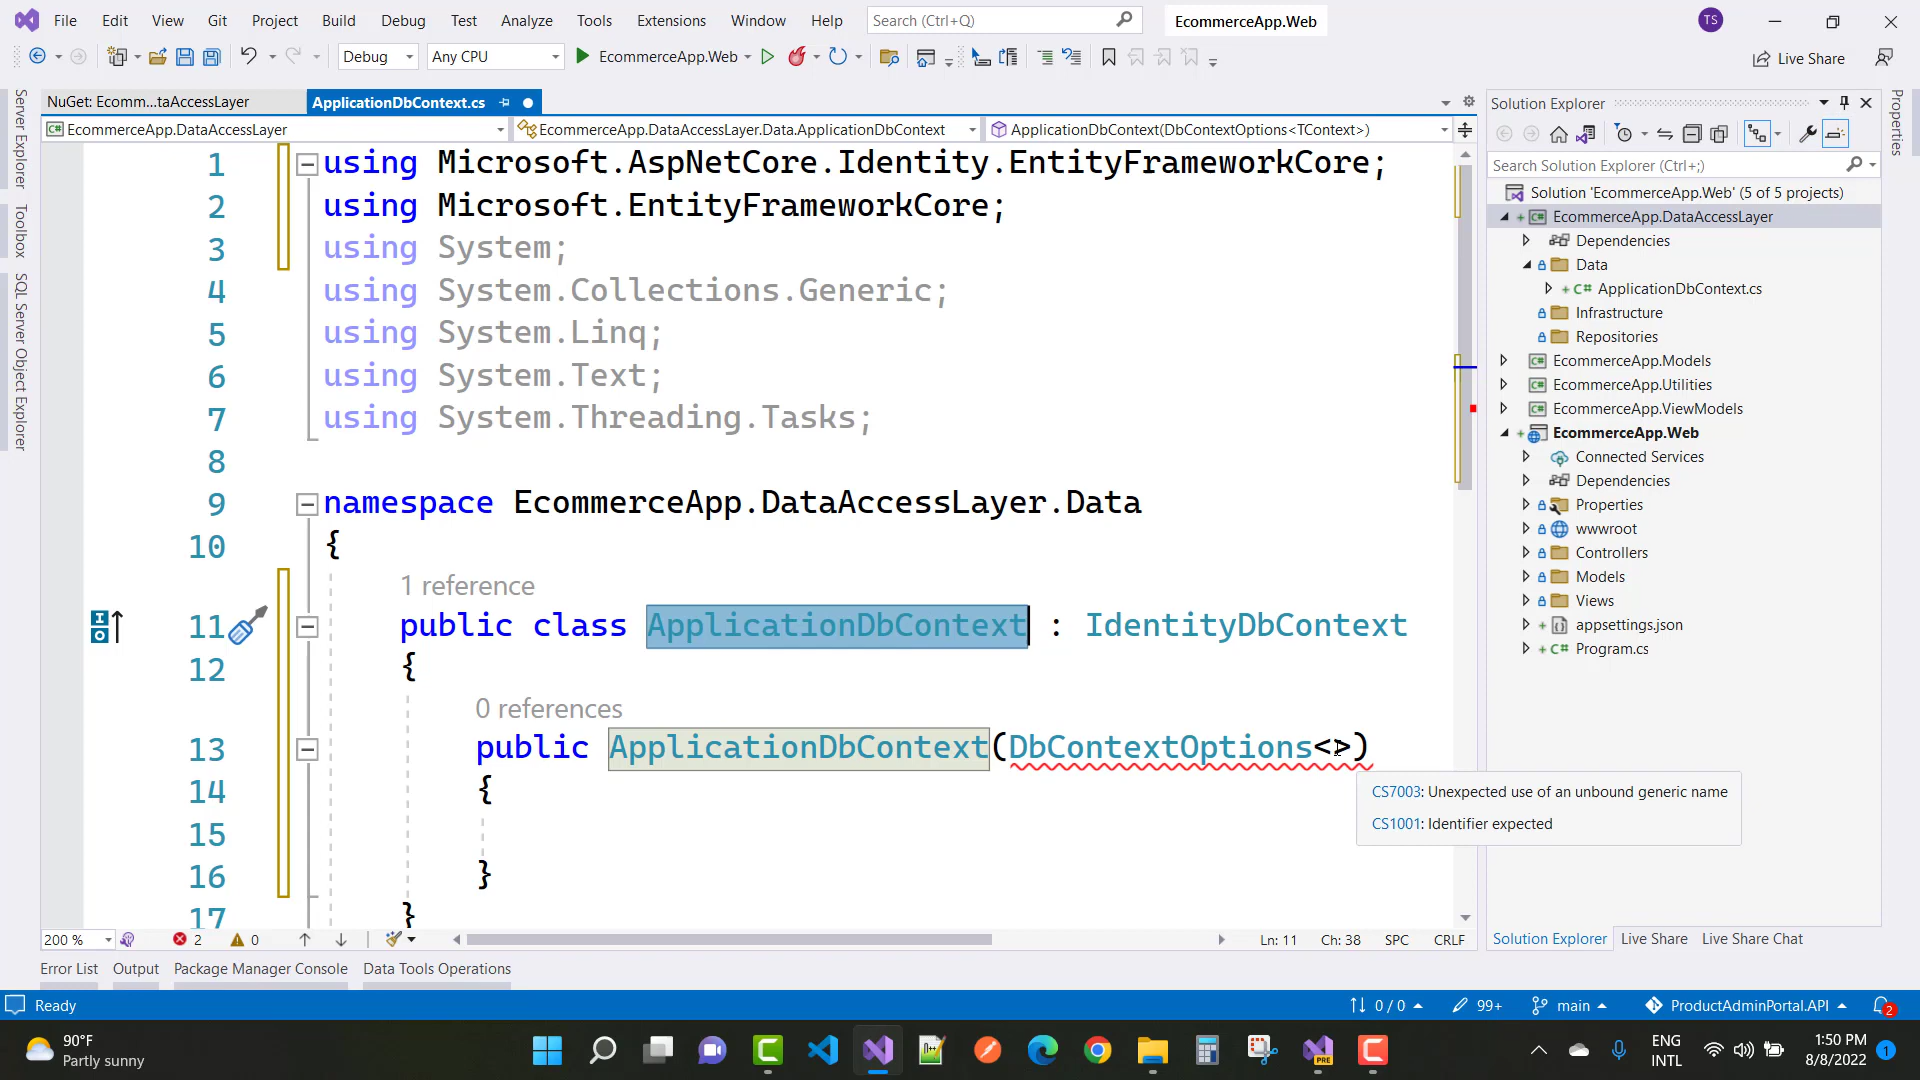 File Edit View Git Project Build Debug Test Analyze Tools Extensions Window Help Search (Ctrl+Q) EcommerceApp.Web TS
Debug Any CPU EcommerceApp.Web Live Share
NuGet: Ecomm...taAccessLayer ApplicationDbContext.cs
EcommerceApp.DataAccessLayer EcommerceApp.DataAccessLayer.Data.ApplicationDbContext ApplicationDbContext(DbContextOptions<TContext>)
Server Explorer
Toolbox
SQL Server Object Explorer
1 using Microsoft.AspNetCore.Identity.EntityFrameworkCore;
2 using Microsoft.EntityFrameworkCore;
3 using System;
4 using System.Collections.Generic;
5 using System.Linq;
6 using System.Text;
7 using System.Threading.Tasks;
8
9 namespace EcommerceApp.DataAccessLayer.Data
10 {
1 reference
11 public class ApplicationDbContext : IdentityDbContext
12 {
0 references
13 public ApplicationDbContext(DbContextOptions<>)
14 {
15
16 }
17 }
CS7003: Unexpected use of an unbound generic name
CS1001: Identifier expected
200 % 2 0 Ln: 11 Ch: 38 SPC CRLF
Solution Explorer
Search Solution Explorer (Ctrl+;)
Solution 'EcommerceApp.Web' (5 of 5 projects)
EcommerceApp.DataAccessLayer
Dependencies
Data
C# ApplicationDbContext.cs
Infrastructure
Repositories
EcommerceApp.Models
EcommerceApp.Utilities
EcommerceApp.ViewModels
EcommerceApp.Web
Connected Services
Dependencies
Properties
wwwroot
Controllers
Models
Views
appsettings.json
C# Program.cs
Solution Explorer Live Share Live Share Chat
Properties
Error List Output Package Manager Console Data Tools Operations
Ready 0 / 0 99+ main ProductAdminPortal.API 2
90°F
Partly sunny
PRE
ENG
INTL
1:50 PM
8/8/2022
1